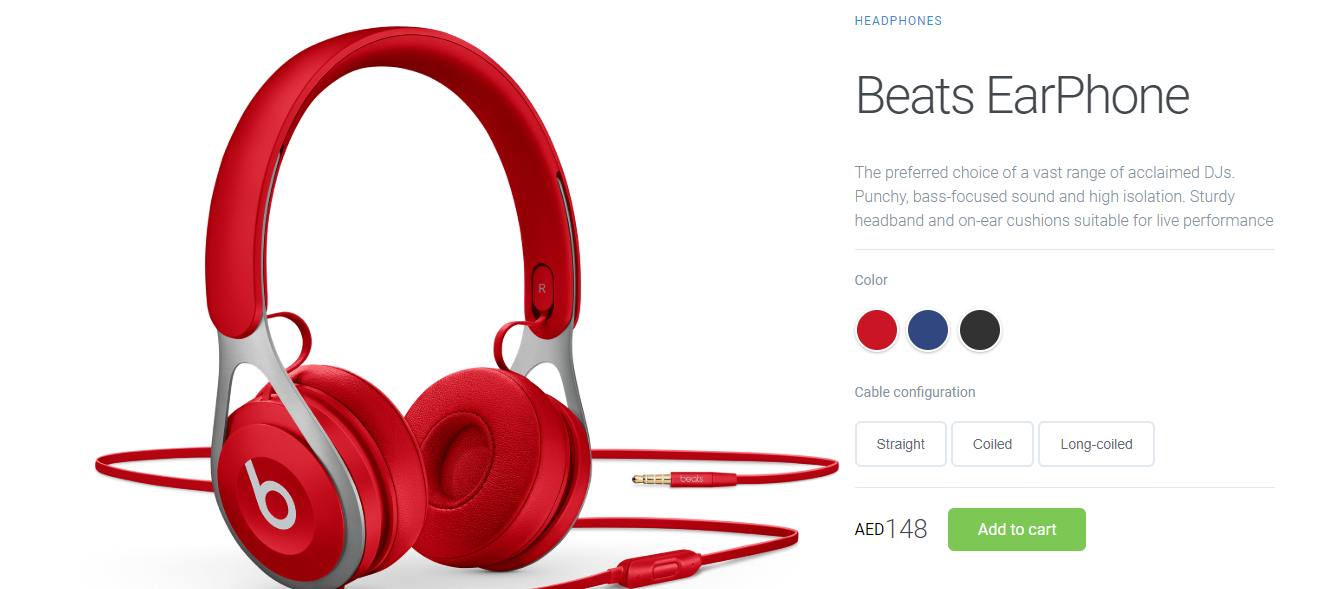 HEADPHONES
Beats EarPhone
The preferred choice of a vast range of acclaimed DJs.
Punchy, bass-focused sound and high isolation. Sturdy
headband and on-ear cushions suitable for live performance
Color
Cable configuration
Straight
Coiled
Long-coiled
AED148
Add to cart
R
beats
b